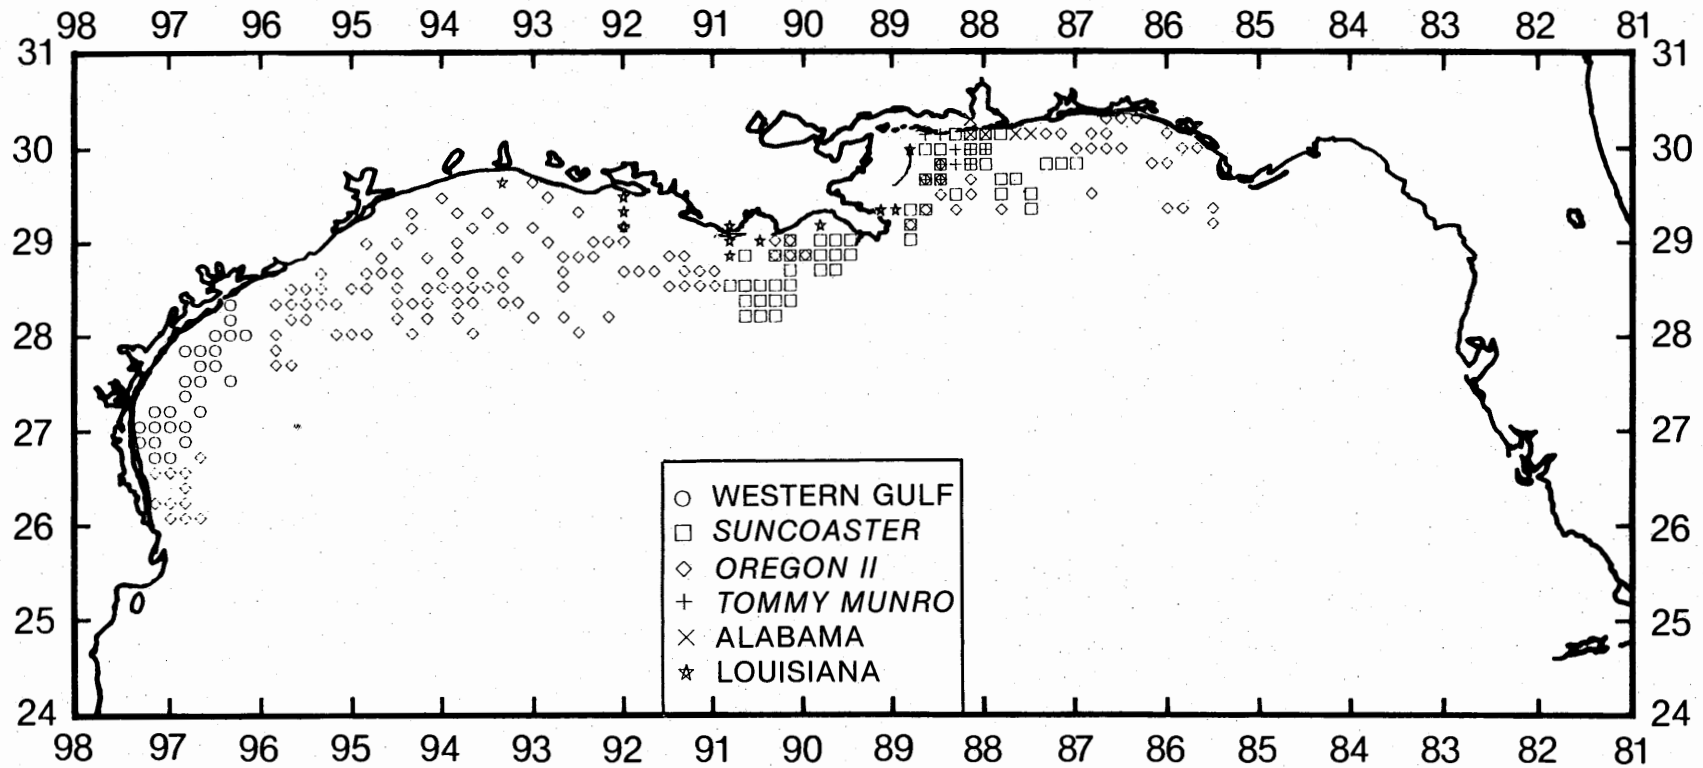 98 97 96 95 94 93 92 91 90 89 88 87 86 85 84 83 82 81
31 31
30 30
29 29
28 28
27 27
26 26
25 25
24 24
WESTERN GULF
SUNCOASTER
OREGON II
TOMMY MUNRO
ALABAMA
LOUISIANA
98 97 96 95 94 93 92 91 90 89 88 87 86 85 84 83 82 81